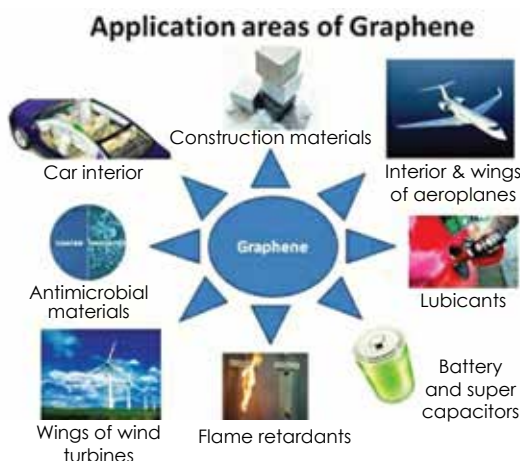 Application areas of Graphene
Construction materials
Car interior
Interior & wings
of aeroplanes
Graphene
Antimicrobial
materials
Lubicants
Battery
and super
capacitors
Wings of wind
turbines
Flame retardants